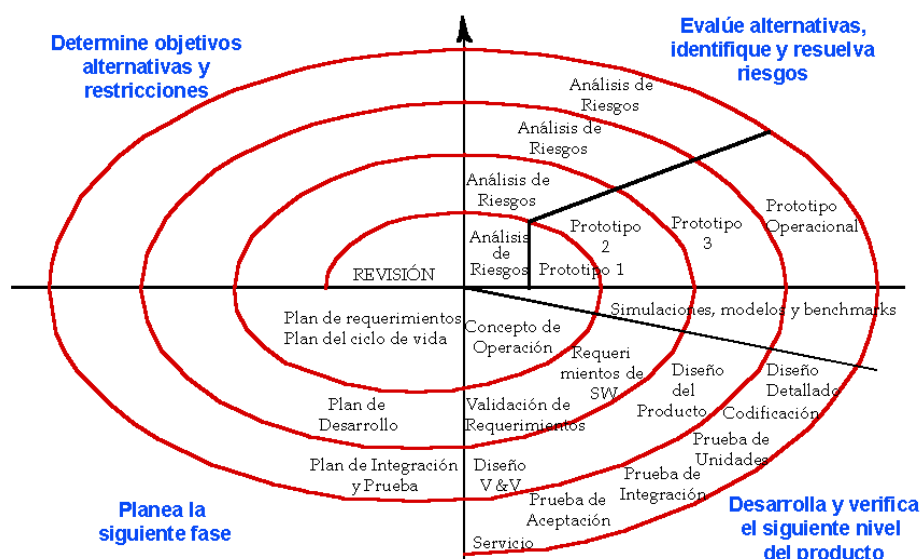 Determine objetivos
alternativas y
restricciones
Evalúe alternativas,
identifique y resuelva
riesgos
Análisis de
Riesgos
Análisis de
Riesgos
Análisis de
Riesgos
Análisis
de
Riesgos
Prototipo 1
Prototipo
2
Prototipo
3
Prototipo
Operacional
REVISIÓN
Simulaciones, modelos y benchmarks
Plan de requerimientos
Plan del ciclo de vida
Concepto de
Operación
Requeri
mientos de
SW
Diseño
del
Producto
Diseño
Detallado
Codificación
Plan de
Desarrollo
Validación de
Requerimientos
Prueba de
Unidades
Plan de Integración
y Prueba
Diseño
V &V
Prueba de
Integración
Prueba de
Aceptación
Servicio
Planea la
siguiente fase
Desarrolla y verifica
el siguiente nivel
del producto